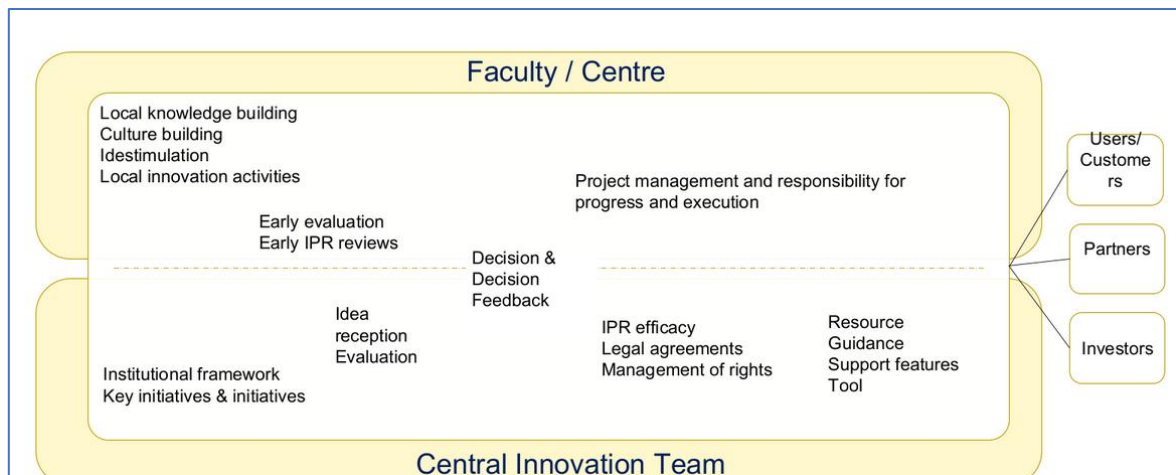 Faculty / Centre
Local knowledge building
Culture building
Idestimulation
Local innovation activities
Project management and responsibility for
progress and execution
Early evaluation
Early IPR reviews
Decision &
Decision
Feedback
Idea
reception
Evaluation
IPR efficacy
Legal agreements
Management of rights
Resource
Guidance
Support features
Tool
Institutional framework
Key initiatives & initiatives
Central Innovation Team
Users/
Custome
rs
Partners
Investors